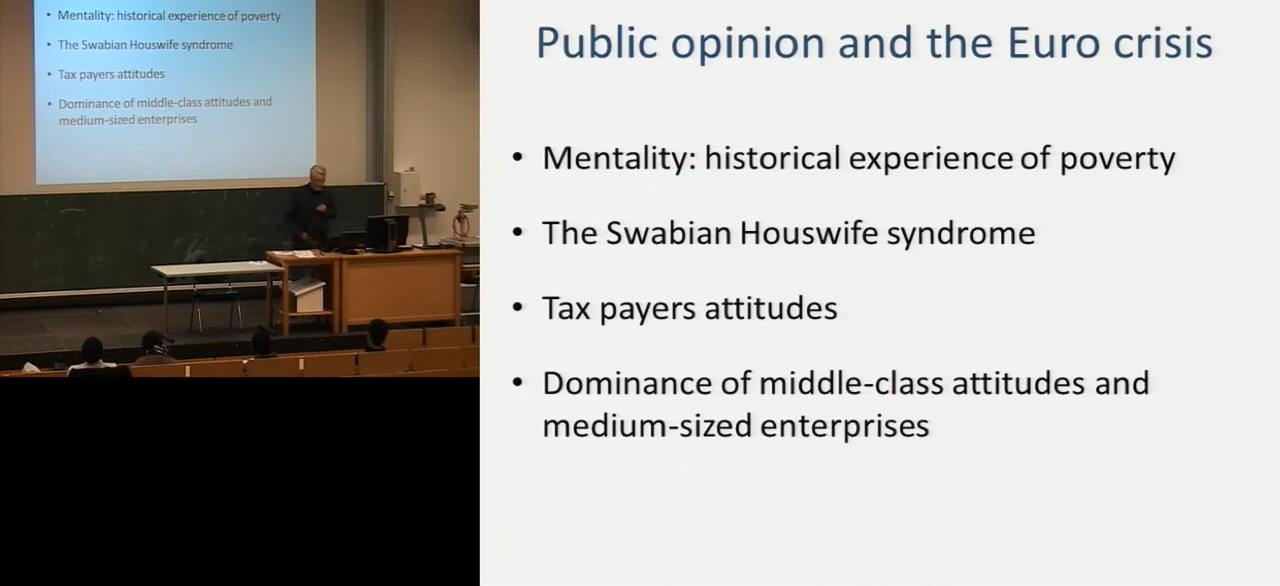 • Mentality: historical experience of poverty
• The Swabian Houswife syndrome
• Tax payers attitudes
• Dominance of middle-class attitudes and
medium-sized enterprises
Public opinion and the Euro crisis
• Mentality: historical experience of poverty
• The Swabian Houswife syndrome
• Tax payers attitudes
• Dominance of middle-class attitudes and
medium-sized enterprises